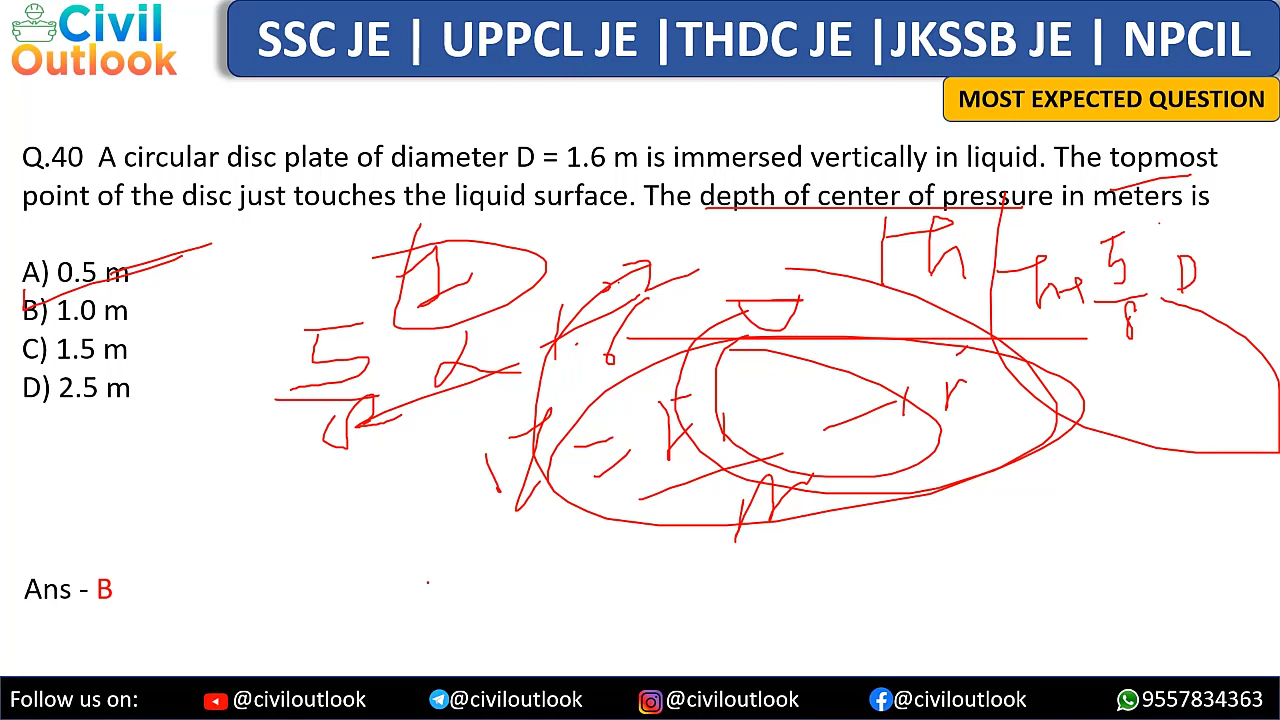 Civil
Outlook
SSC JE | UPPCL JE |THDC JE |JKSSB JE | NPCIL
MOST EXPECTED QUESTION
Q.40 A circular disc plate of diameter D = 1.6 m is immersed vertically in liquid. The topmost
point of the disc just touches the liquid surface. The depth of center of pressure in meters is
A) 0.5 m
B) 1.0 m
C) 1.5 m
D) 2.5 m
5
8
D
Ans - B
Follow us on: @civiloutlook @civiloutlook @civiloutlook @civiloutlook 9557834363